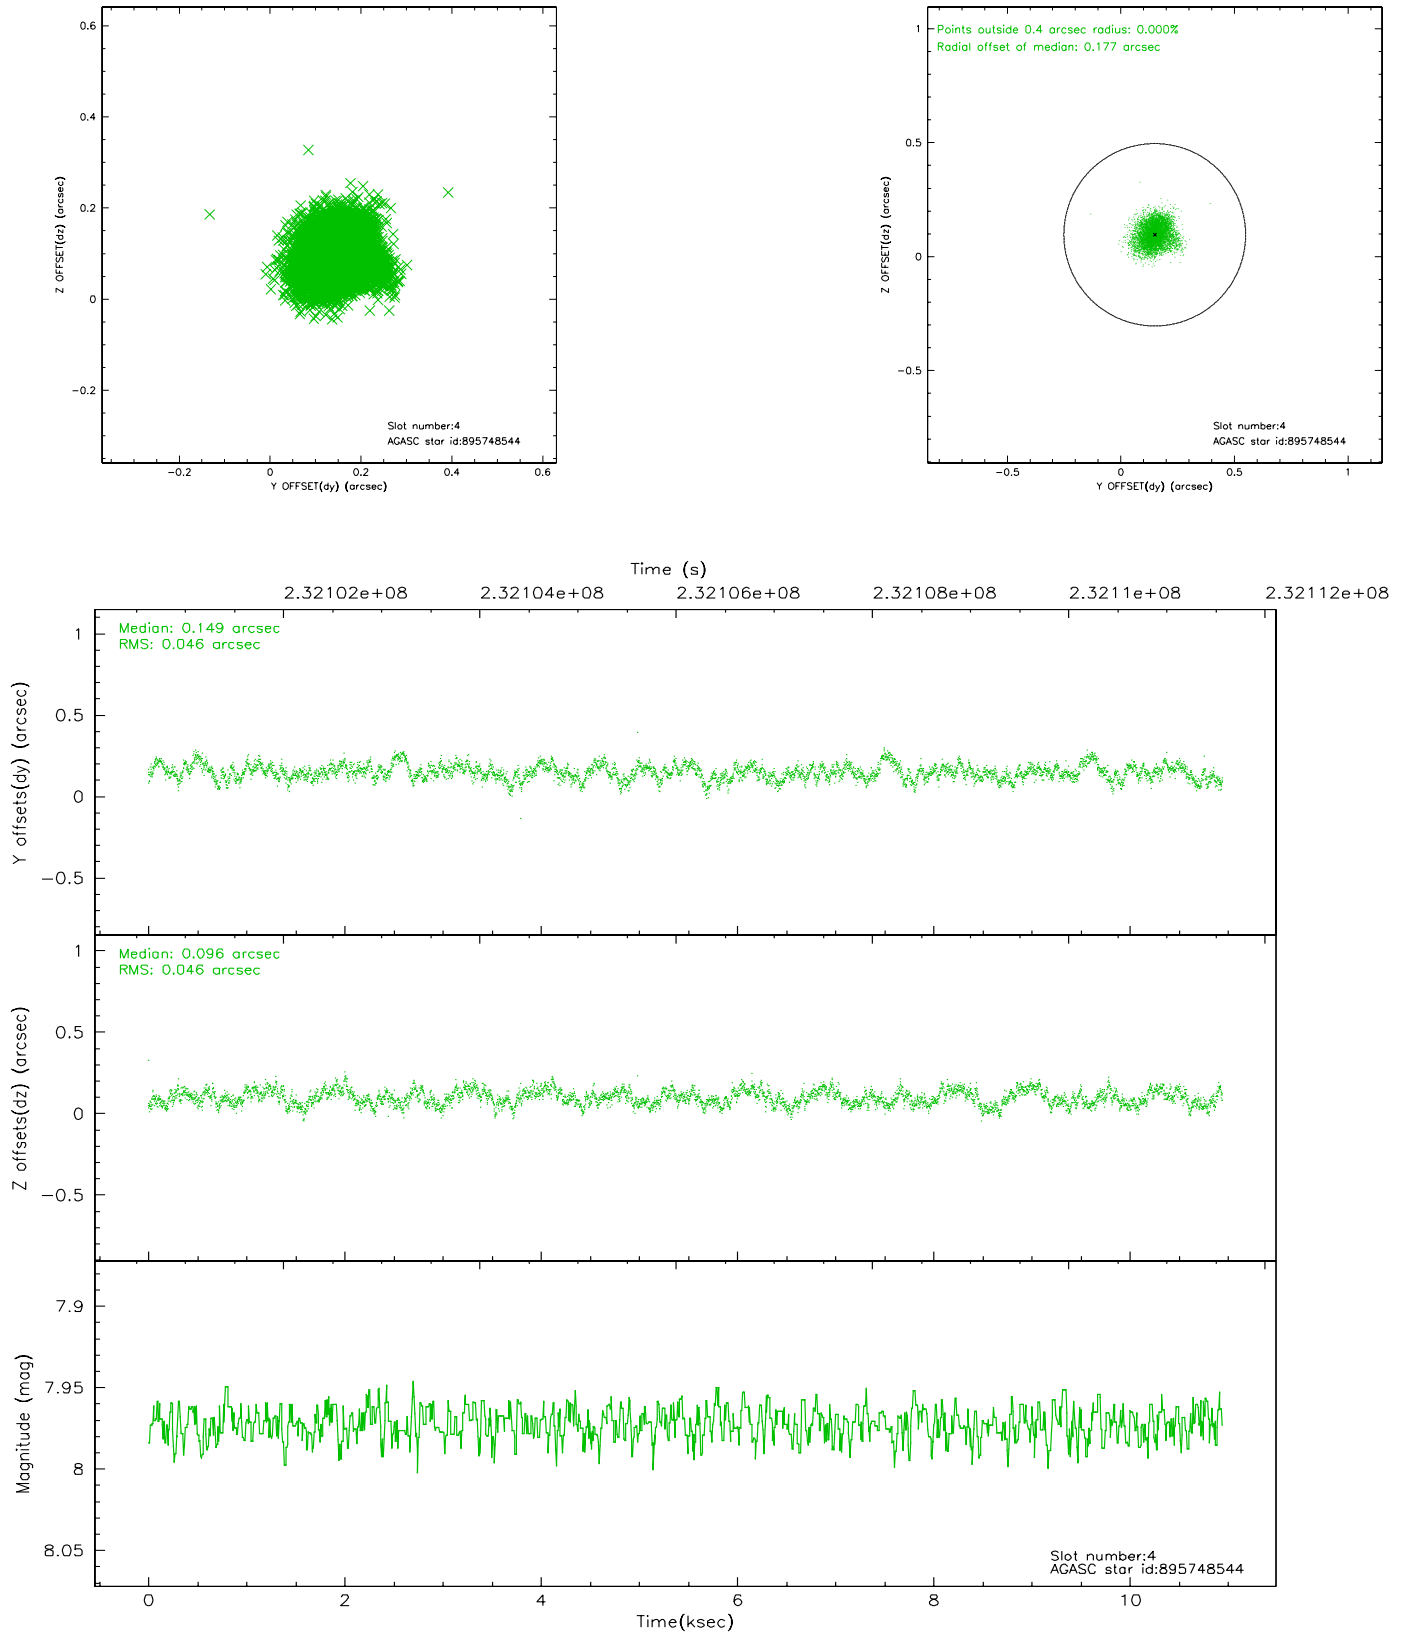 0.6
0.4
0.2
0
−0.2
Z OFFSET(dz) (arcsec)
Slot number:4
AGASC star id:895748544
−0.2 0 0.2 0.4 0.6
Y OFFSET(dy) (arcsec)
Points outside 0.4 arcsec radius: 0.000%
Radial offset of median: 0.177 arcsec
1
0.5
0
−0.5
Z OFFSET(dz) (arcsec)
Slot number:4
AGASC star id:895748544
−0.5 0 0.5 1
Y OFFSET(dy) (arcsec)
Time (s)
2.32102e+08 2.32104e+08 2.32106e+08 2.32108e+08 2.3211e+08 2.32112e+08
Median: 0.149 arcsec
RMS: 0.046 arcsec
1
0.5
0
−0.5
Y offsets(dy) (arcsec)
Median: 0.096 arcsec
RMS: 0.046 arcsec
1
0.5
0
−0.5
Z offsets(dz) (arcsec)
7.9
7.95
8
8.05
Magnitude (mag)
Slot number:4
AGASC star id:895748544
0 2 4 6 8 10
Time(ksec)